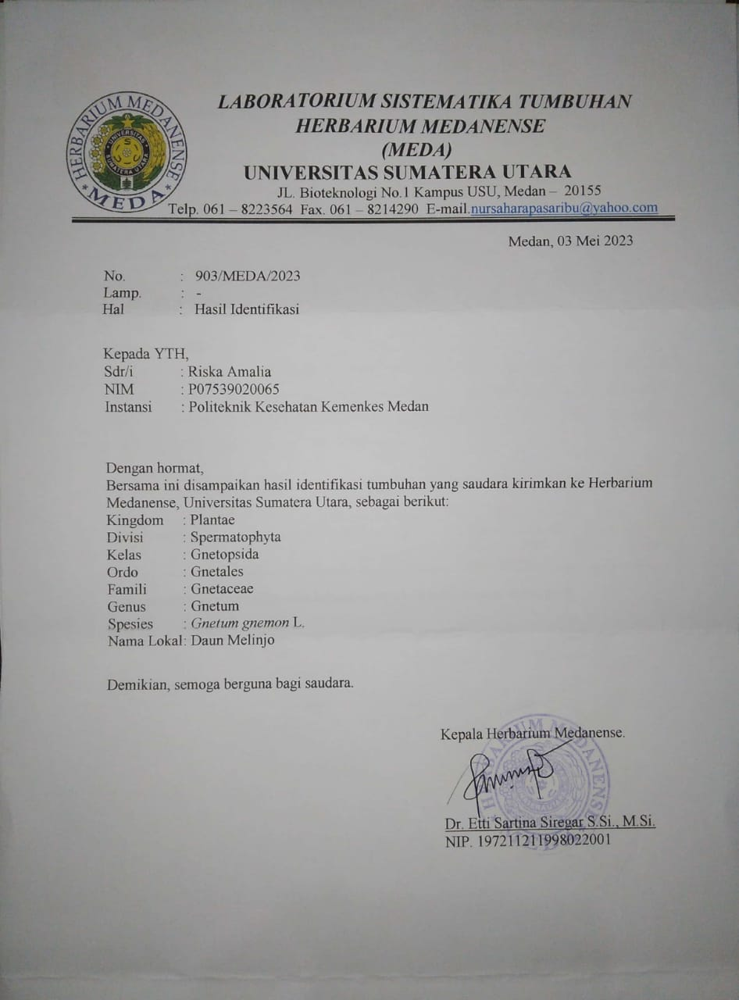 HERBARIUM MEDANENSE
UNIVERSITAS
SUMATERA UTARA
MEDA
LABORATORIUM SISTEMATIKA TUMBUHAN
HERBARIUM MEDANENSE
(MEDA)
UNIVERSITAS SUMATERA UTARA
JL. Bioteknologi No.1 Kampus USU, Medan – 20155
Telp. 061 – 8223564 Fax. 061 – 8214290 E-mail.nursaharapasaribu@yahoo.com
Medan, 03 Mei 2023
No. : 903/MEDA/2023
Lamp. : -
Hal : Hasil Identifikasi
Kepada YTH,
Sdr/i : Riska Amalia
NIM : P07539020065
Instansi : Politeknik Kesehatan Kemenkes Medan
Dengan hormat,
Bersama ini disampaikan hasil identifikasi tumbuhan yang saudara kirimkan ke Herbarium
Medanense, Universitas Sumatera Utara, sebagai berikut:
Kingdom : Plantae
Divisi : Spermatophyta
Kelas : Gnetopsida
Ordo : Gnetales
Famili : Gnetaceae
Genus : Gnetum
Spesies : Gnetum gnemon L.
Nama Lokal: Daun Melinjo
Demikian, semoga berguna bagi saudara.
Kepala Herbarium Medanense.
HERBARIUM MEDANENSE
Dr. Etti Sartina Siregar S.Si., M.Si.
NIP. 197211211998022001